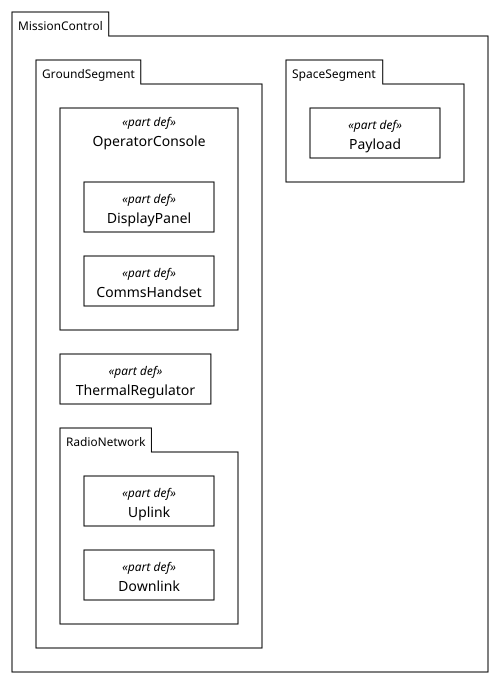 MissionControl
GroundSegment
«part def»
OperatorConsole
«part def»
DisplayPanel
«part def»
CommsHandset
«part def»
ThermalRegulator
RadioNetwork
«part def»
Uplink
«part def»
Downlink
SpaceSegment
«part def»
Payload